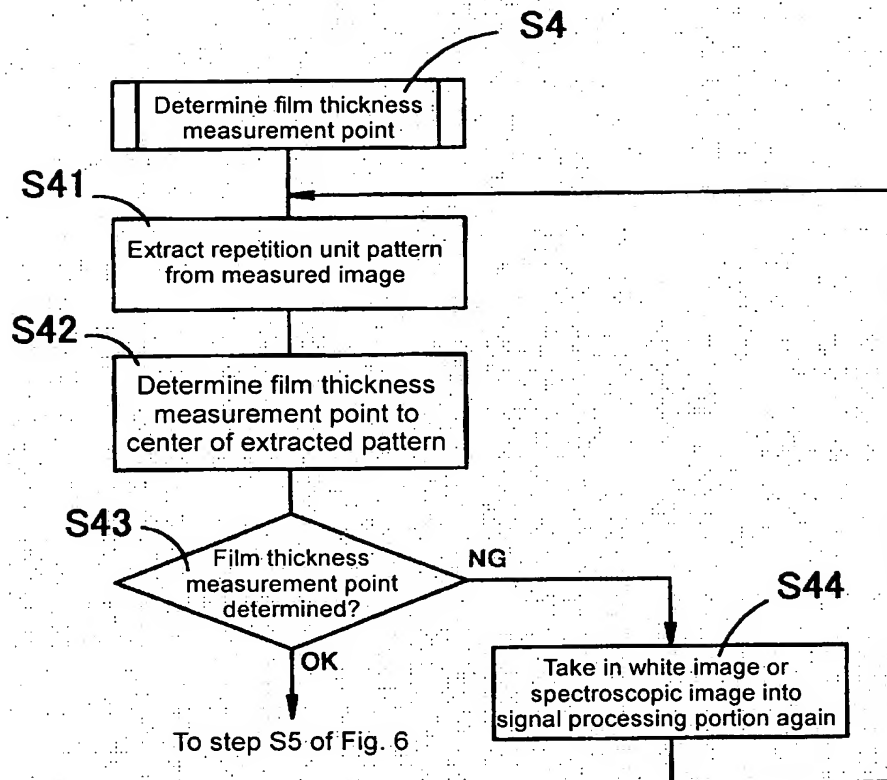 S4
Determine film thickness
measurement point
S41
Extract repetition unit pattern
from measured image
S42
Determine film thickness
measurement point to
center of extracted pattern
S43
Film thickness
measurement point
determined?
NG
OK
S44
Take in white image or
spectroscopic image into
signal processing portion again
To step S5 of Fig. 6